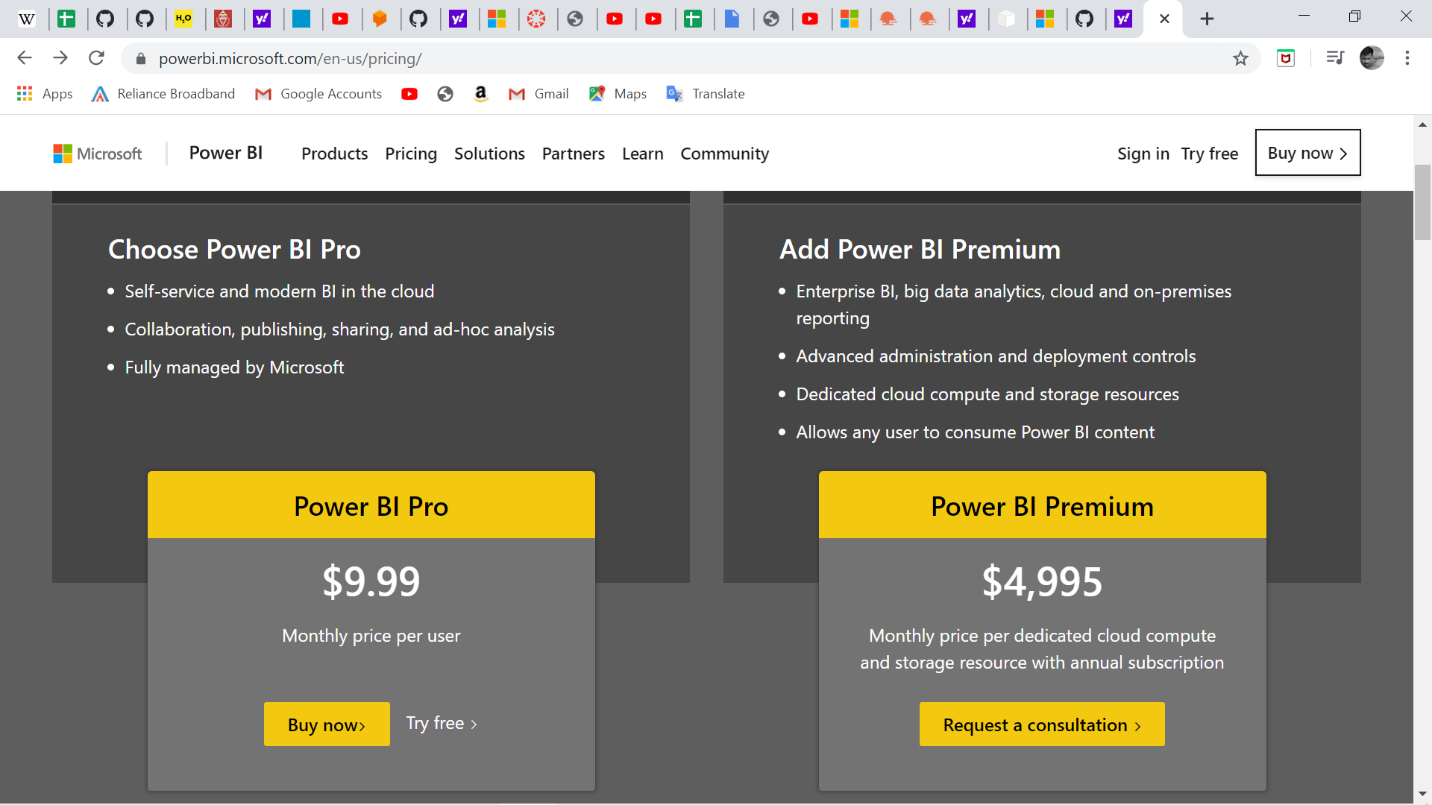 W
H₂O
y!
y!
y!
y!
powerbi.microsoft.com/en-us/pricing/
Apps Reliance Broadband Google Accounts a Gmail Maps Translate
Microsoft Power BI Products Pricing Solutions Partners Learn Community Sign in Try free Buy now >
Choose Power BI Pro
• Self-service and modern BI in the cloud
• Collaboration, publishing, sharing, and ad-hoc analysis
• Fully managed by Microsoft
Add Power BI Premium
• Enterprise BI, big data analytics, cloud and on-premises
reporting
• Advanced administration and deployment controls
• Dedicated cloud compute and storage resources
• Allows any user to consume Power BI content
Power BI Pro
$9.99
Monthly price per user
Buy now> Try free >
Power BI Premium
$4,995
Monthly price per dedicated cloud compute
and storage resource with annual subscription
Request a consultation >